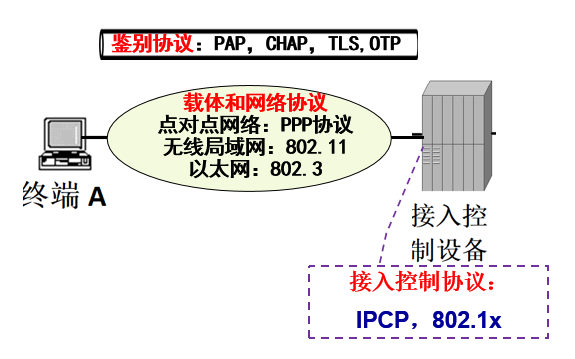 鉴别协议：PAP，CHAP，TLS,OTP
载体和网络协议
点对点网络：PPP协议
无线局域网：802.11
以太网：802.3
终端 A
接入控
制设备
接入控制协议：
IPCP，802.1x